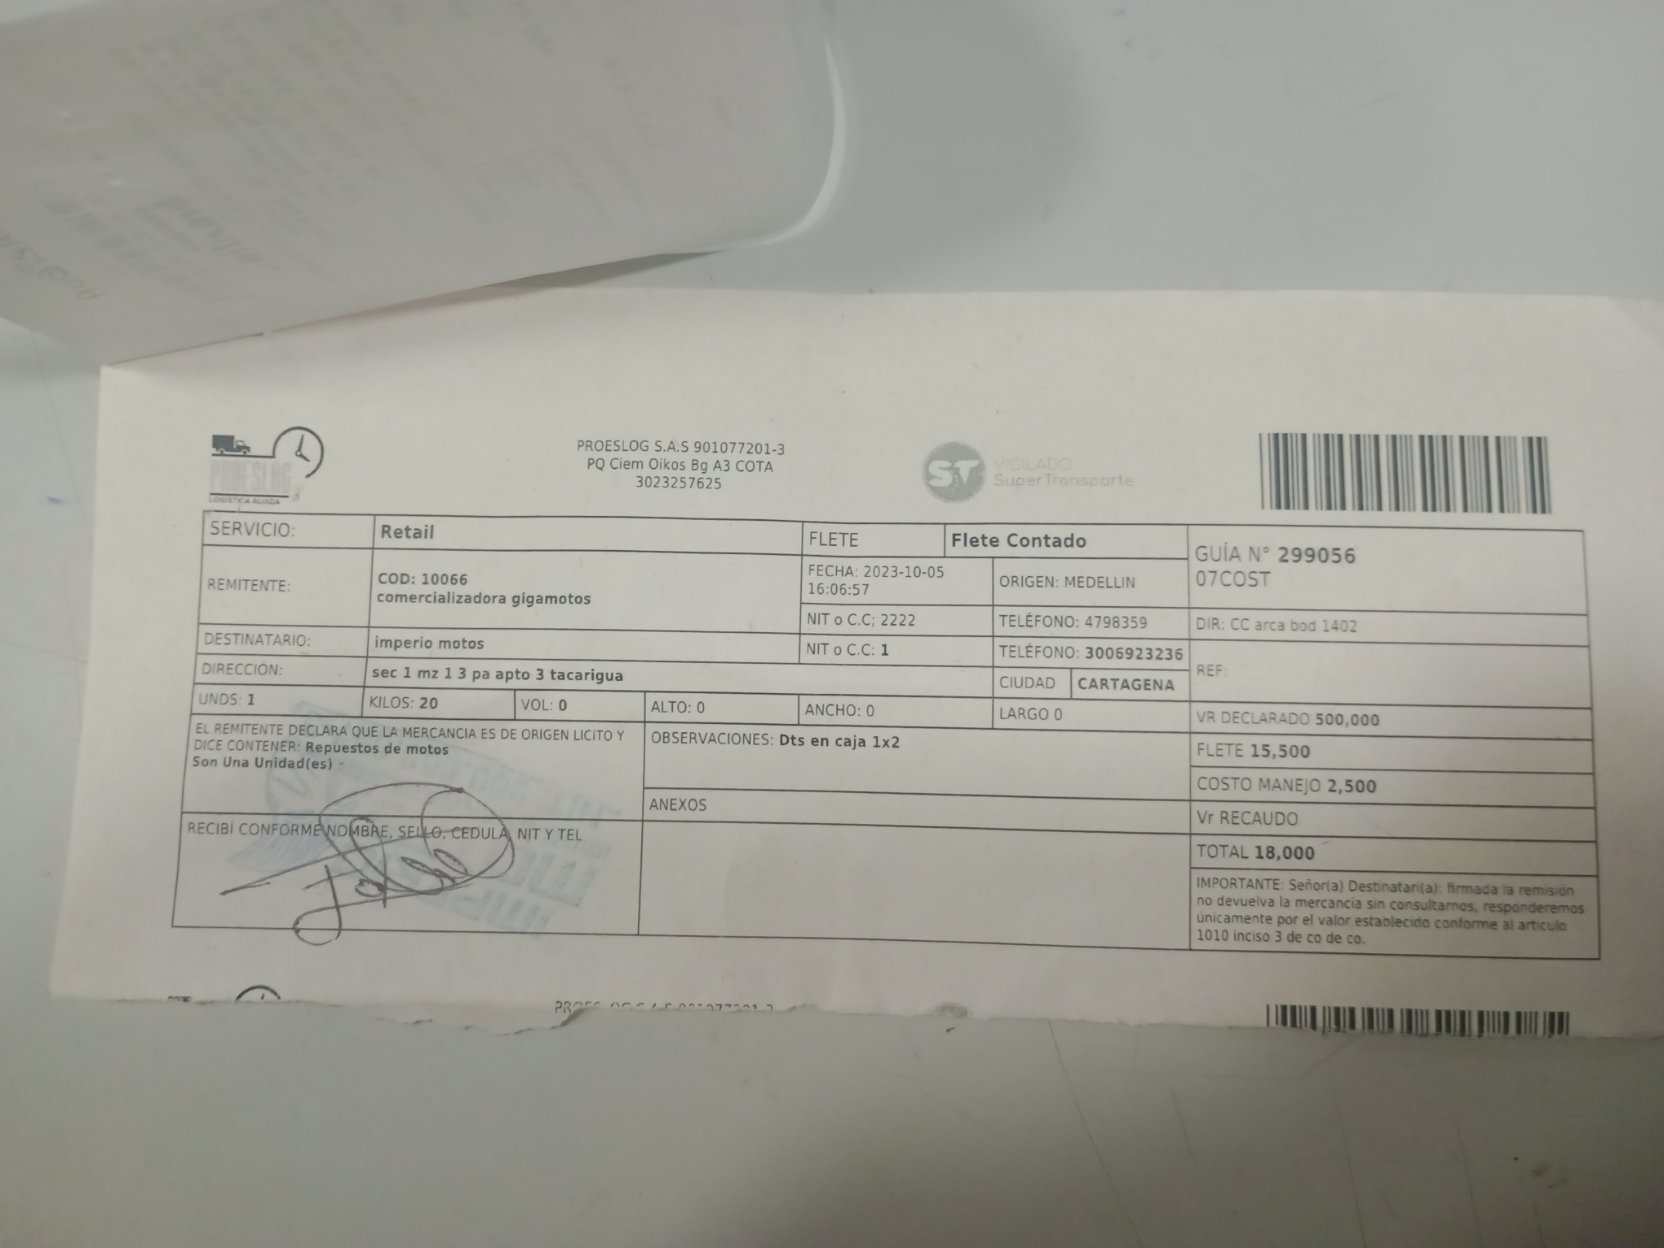 PROESLOG
LOGISTICA ALIADA
PROESLOG S.A.S 901077201-3
PQ Ciem Oikos Bg A3 COTA
3023257625
ST VIGILADO
SuperTransporte
SERVICIO: Retail FLETE Flete Contado
GUÍA N° 299056
07COST
REMITENTE: COD: 10066
comercializadora gigamotos
FECHA: 2023-10-05
16:06:57
ORIGEN: MEDELLIN
NIT o C.C; 2222 TELÉFONO: 4798359 DIR: CC arca bod 1402
DESTINATARIO: imperio motos NIT o C.C: 1 TELÉFONO: 3006923236
REF:
DIRECCIÓN: sec 1 mz 1 3 pa apto 3 tacarigua CIUDAD CARTAGENA
UNDS: 1 KILOS: 20 VOL: 0 ALTO: 0 ANCHO: 0 LARGO 0 VR DECLARADO 500,000
EL REMITENTE DECLARA QUE LA MERCANCIA ES DE ORIGEN LICITO Y
DICE CONTENER: Repuestos de motos
Son Una Unidad(es)
OBSERVACIONES: Dts en caja 1x2
FLETE 15,500
COSTO MANEJO 2,500
ANEXOS
Vr RECAUDO
RECIBÍ CONFORME NOMBRE, SELLO, CEDULA, NIT Y TEL
TOTAL 18,000
IMPORTANTE: Señor(a) Destinatari(a): firmada la remisión
no devuelva la mercancia sin consultarnos, responderemos
únicamente por el valor establecido conforme al articulo
1010 inciso 3 de co de co.